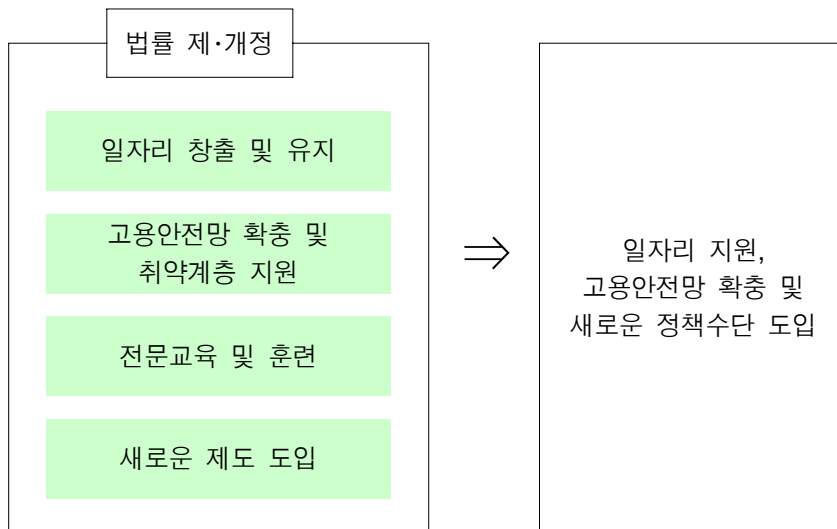 법률 제·개정
일자리 창출 및 유지
고용안전망 확충 및
취약계층 지원
전문교육 및 훈련
새로운 제도 도입
⇒
일자리 지원,
고용안전망 확충 및
새로운 정책수단 도입